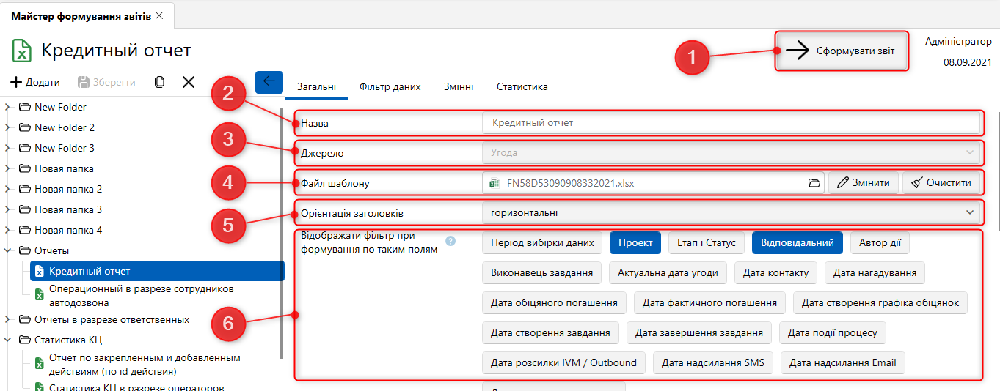 Майстер формування звітів
Кредитный отчет
1
Сформувати звіт
Адміністратор
08.09.2021
Додати
Зберегти
Загальні
Фільтр даних
Змінні
Статистика
New Folder
New Folder 2
New Folder 3
Новая папка
Новая папка 2
Новая папка 3
Новая папка 4
Отчеты
Кредитный отчет
Операционный в разрезе сотрудников
автодозвона
Отчеты в разрезе ответственных
Статистика КЦ
Отчет по закрепленным и добавленным
действиям (по id действия)
Статистика КЦ в разрезе операторов
2
Назва
Кредитный отчет
3
Джерело
Угода
4
Файл шаблону
FN58D53090908332021.xlsx
Змінити
Очистити
5
Орієнтація заголовків
горизонтальні
6
Відображати фільтр при
формування по таким полям
?
Період вибірки даних
Проект
Етап і Статус
Відповідальний
Автор дії
Виконавець завдання
Актуальна дата угоди
Дата контакту
Дата нагадування
Дата обіцяного погашення
Дата фактичного погашення
Дата створення графіка обіцянок
Дата створення завдання
Дата завершення завдання
Дата події процесу
Дата розсилки IVM / Outbound
Дата надсилання SMS
Дата надсилання Email